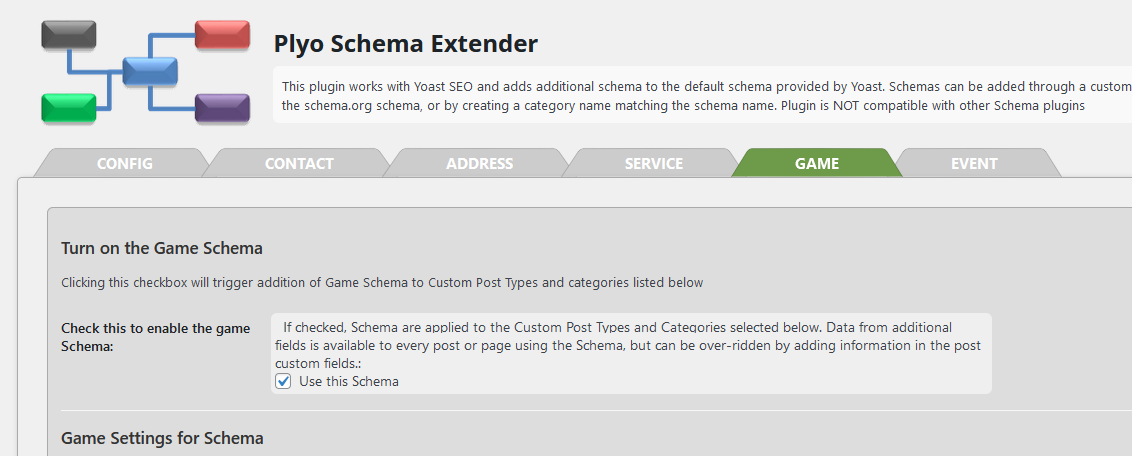 Plyo Schema Extender
This plugin works with Yoast SEO and adds additional schema to the default schema provided by Yoast. Schemas can be added through a custom
the schema.org schema, or by creating a category name matching the schema name. Plugin is NOT compatible with other Schema plugins
CONFIG CONTACT ADDRESS SERVICE GAME EVENT
Turn on the Game Schema
Clicking this checkbox will trigger addition of Game Schema to Custom Post Types and categories listed below
Check this to enable the game
Schema:
If checked, Schema are applied to the Custom Post Types and Categories selected below. Data from additional
fields is available to every post or page using the Schema, but can be over-ridden by adding information in the post
custom fields.:
Use this Schema
Game Settings for Schema